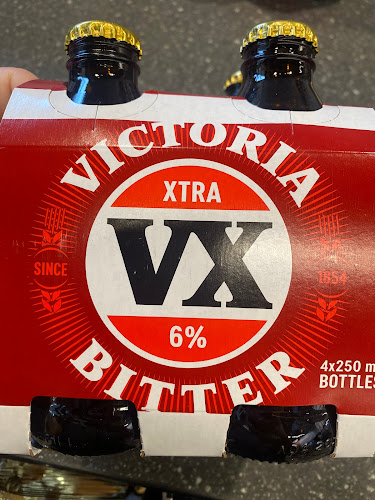 VICTORIA
XTRA
VX
SINCE
1854
6%
BITTER
4x250 m
BOTTLES